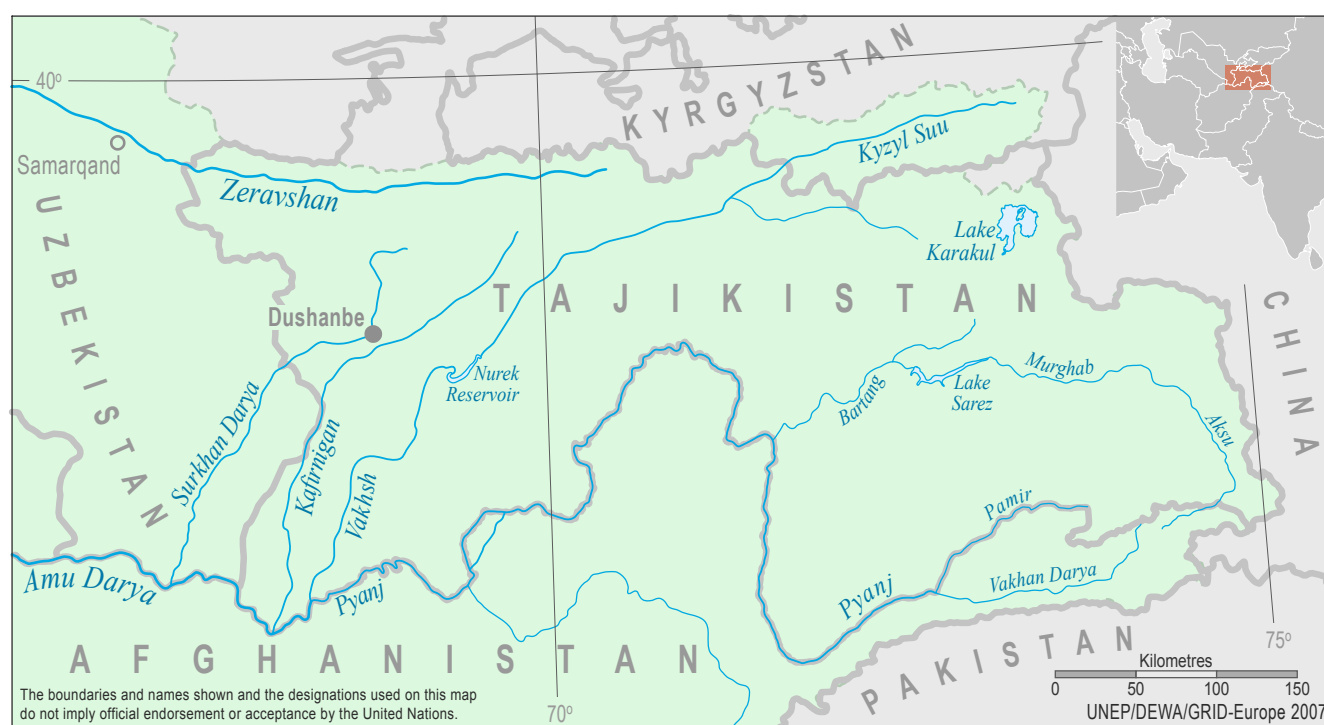 40º
KYRGYZSTAN
Samarqand
Kyzyl Suu
Zeravshan
UZBEKISTAN
Lake
Karakul
TAJIKISTAN
CHINA
Dushanbe
Nurek
Reservoir
Murghab
Lake
Sarez
Bartang
Aksu
Surkhan Darya
Kafirnigan
Vakhsh
Pamir
Amu Darya
Pyanj
Pyanj
Vakhan Darya
75º
AFGHANISTAN
PAKISTAN
Kilometres
0 50 100 150
The boundaries and names shown and the designations used on this map
do not imply official endorsement or acceptance by the United Nations.
70º
UNEP/DEWA/GRID-Europe 2007